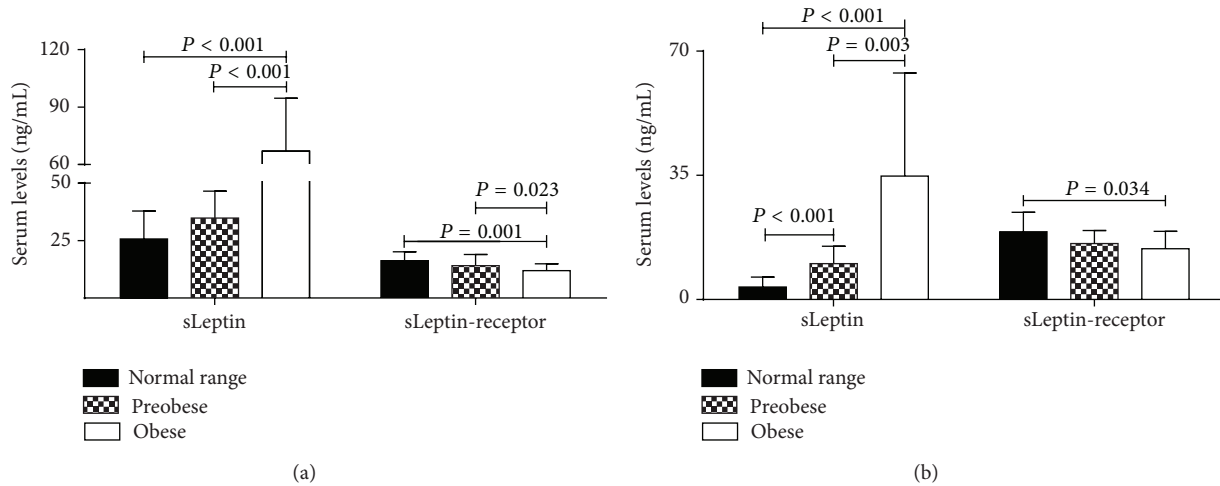 120
90
60
50
25
Serum levels (ng/mL)
P < 0.001
P < 0.001
P = 0.023
P = 0.001
sLeptin
sLeptin-receptor
Normal range
Preobese
Obese
(a)
70
35
0
Serum levels (ng/mL)
P < 0.001
P = 0.003
P < 0.001
P = 0.034
sLeptin
sLeptin-receptor
Normal range
Preobese
Obese
(b)